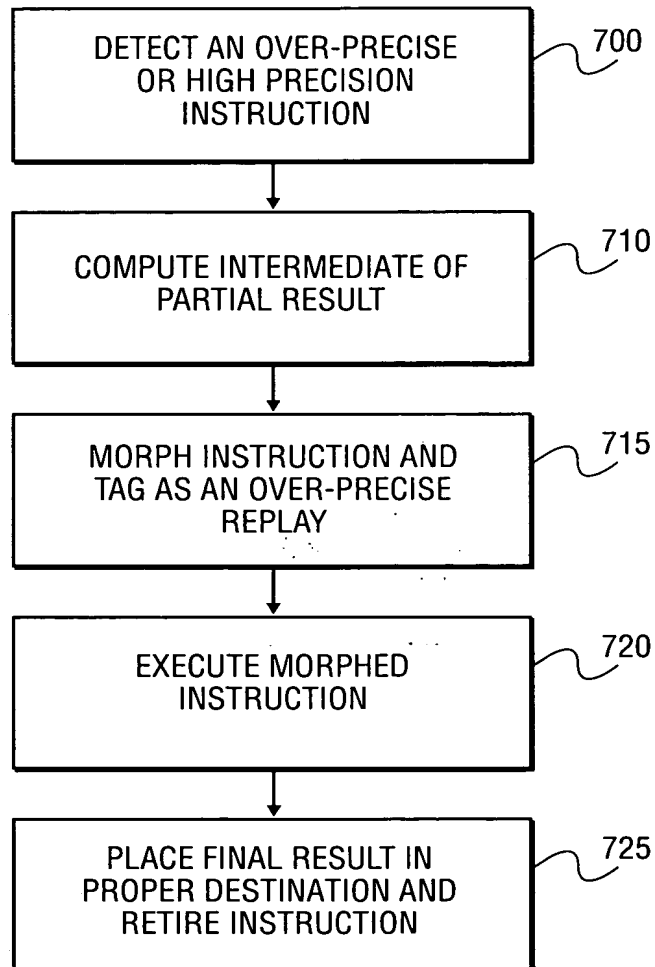 DETECT AN OVER-PRECISE
OR HIGH PRECISION
INSTRUCTION
700
COMPUTE INTERMEDIATE OF
PARTIAL RESULT
710
MORPH INSTRUCTION AND
TAG AS AN OVER-PRECISE
REPLAY
715
EXECUTE MORPHED
INSTRUCTION
720
PLACE FINAL RESULT IN
PROPER DESTINATION AND
RETIRE INSTRUCTION
725